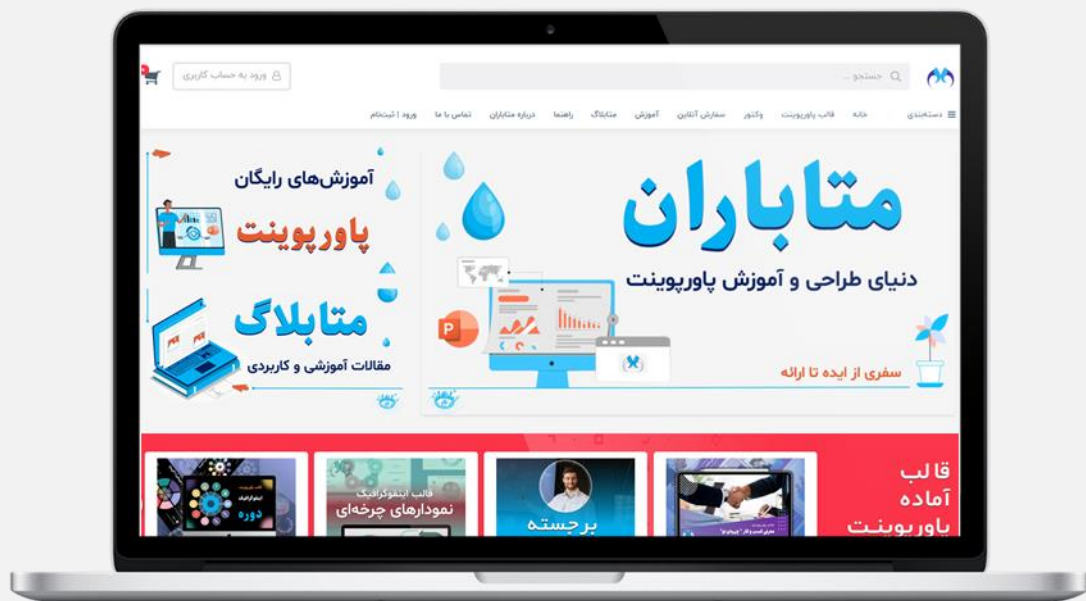 جستجو ...
ورود به حساب کاربری
دسته‌بندی
خانه
قالب پاورپوینت
وکتور
سفارش آنلاین
آموزش
متابلاگ
راهنما
درباره متاباران
تماس با ما
ورود | ثبت‌نام
متاباران
دنیای طراحی و آموزش پاورپوینت
سفری از ایده تا ارائه
آموزش‌های رایگان
پاورپوینت
متابلاگ
مقالات آموزشی و کاربردی
P
قالب
آماده
پاورپوینت
برجسته
قالب اینفوگرافیک
نمودارهای چرخه‌ای
اینفوگرافیک
دوره